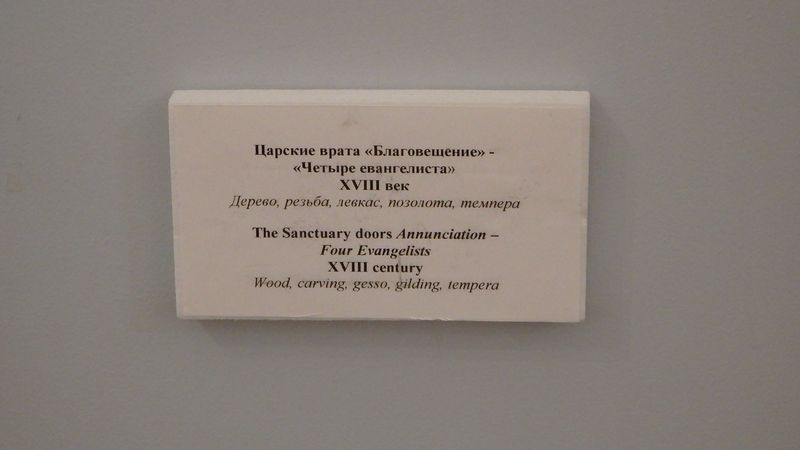 Царские врата «Благовещение» -
«Четыре евангелиста»
XVIII век
Дерево, резьба, левкас, позолота, темпера
The Sanctuary doors Annunciation –
Four Evangelists
XVIII century
Wood, carving, gesso, gilding, tempera